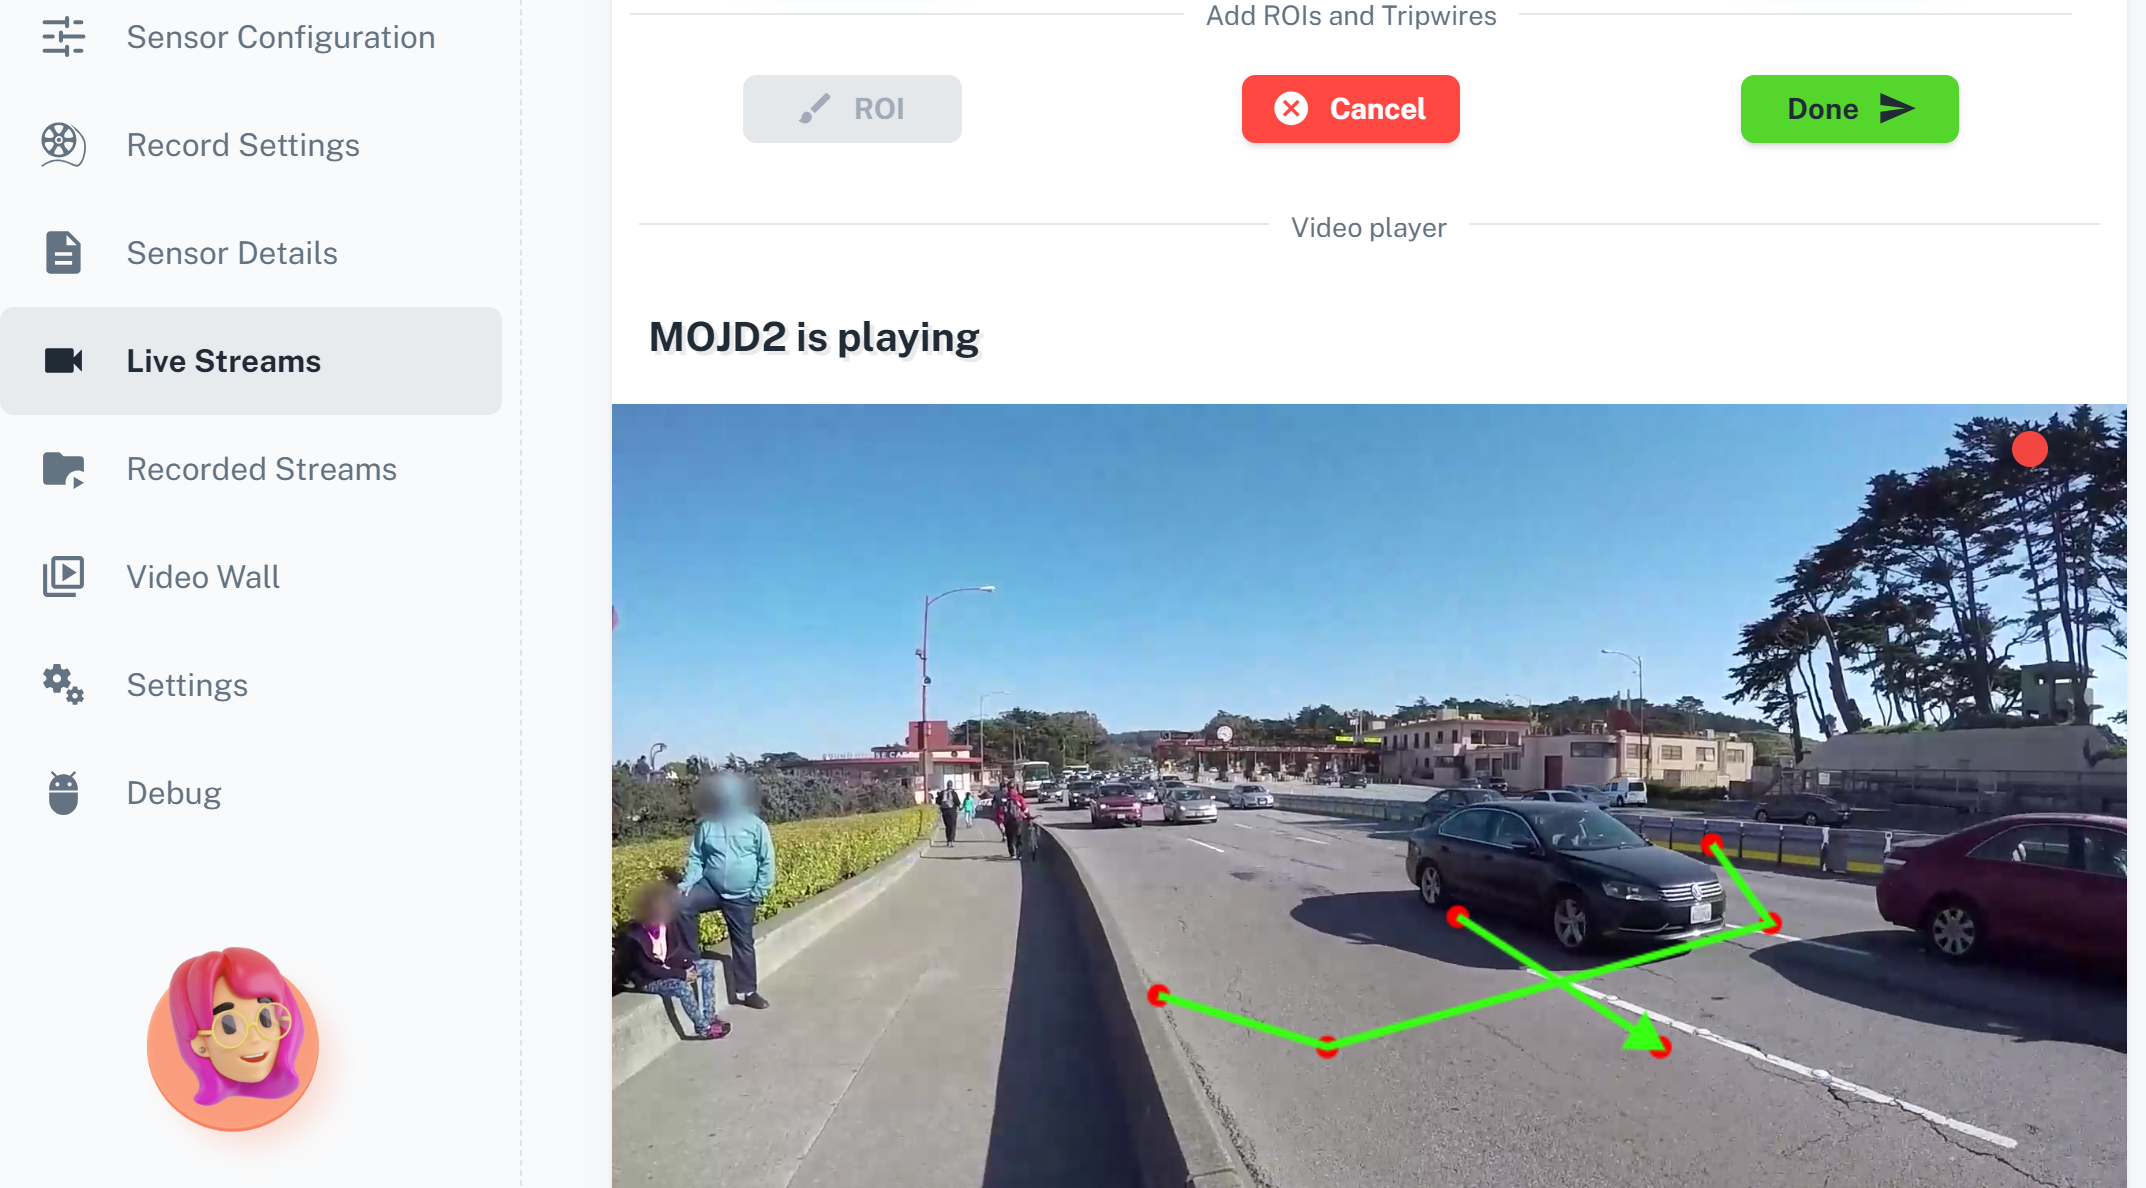 Sensor Configuration
Record Settings
Sensor Details
Live Streams
Recorded Streams
Video Wall
Settings
Debug
Add ROIs and Tripwires
ROI
Cancel
Done
Video player
MOJD2 is playing